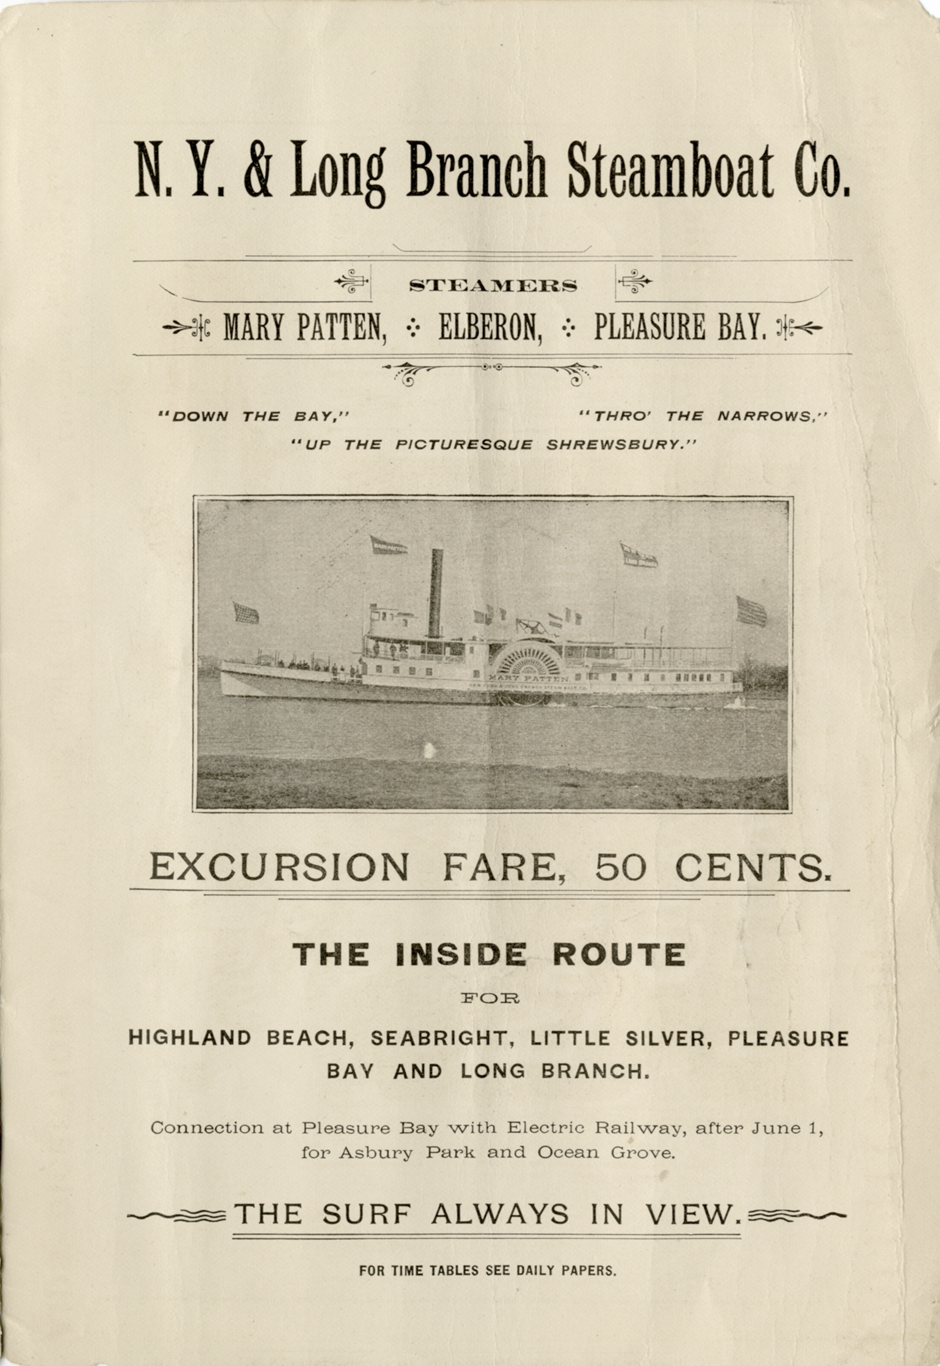 N. Y. & Long Branch Steamboat Co.
STEAMERS
MARY PATTEN, ELBERON, PLEASURE BAY.
"DOWN THE BAY," "THRO' THE NARROWS,"
"UP THE PICTURESQUE SHREWSBURY."
MARY PATTEN
EXCURSION FARE, 50 CENTS.
THE INSIDE ROUTE
FOR
HIGHLAND BEACH, SEABRIGHT, LITTLE SILVER, PLEASURE
BAY AND LONG BRANCH.
Connection at Pleasure Bay with Electric Railway, after June 1,
for Asbury Park and Ocean Grove.
THE SURF ALWAYS IN VIEW.
FOR TIME TABLES SEE DAILY PAPERS.